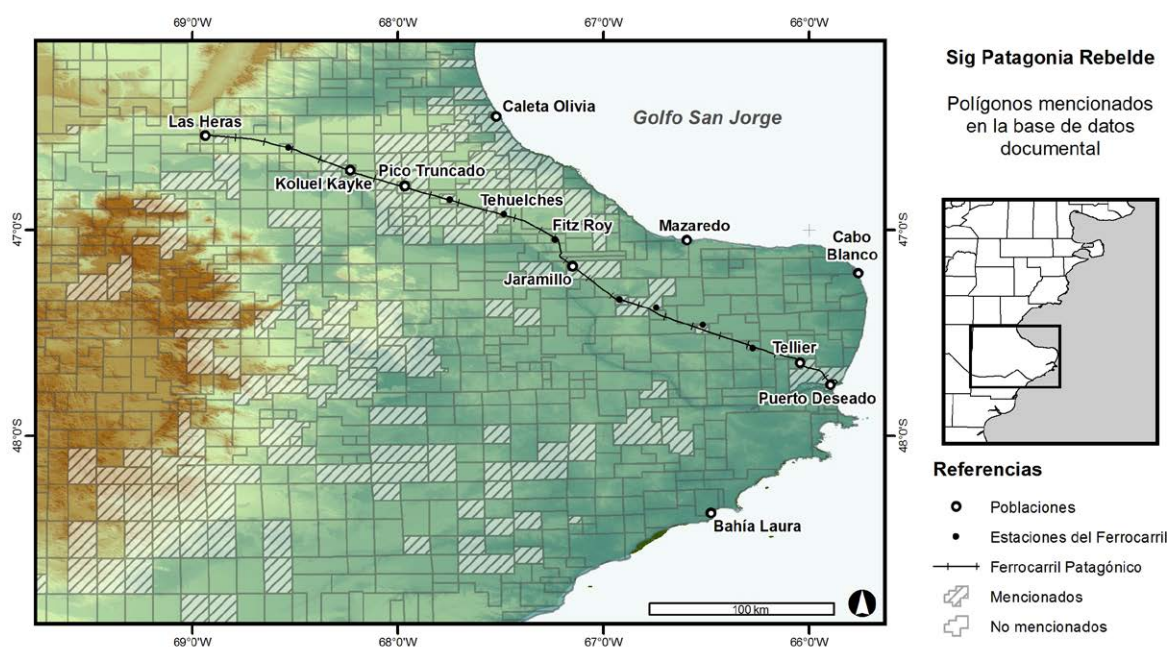 69°0'W
68°0'W
67°0'W
66°0'W
Caleta Olivia
Golfo San Jorge
Las Heras
Koluel Kayke
Pico Truncado
Tehuelches
Fitz Roy
Mazaredo
Cabo
Blanco
Jaramillo
Tellier
Puerto Deseado
Bahía Laura
47°0'S
48°0'S
47°0'S
48°0'S
100 km
69°0'W
68°0'W
67°0'W
66°0'W
Sig Patagonia Rebelde
Polígonos mencionados
en la base de datos
documental
Referencias
Poblaciones
Estaciones del Ferrocarril
Ferrocarril Patagónico
Mencionados
No mencionados